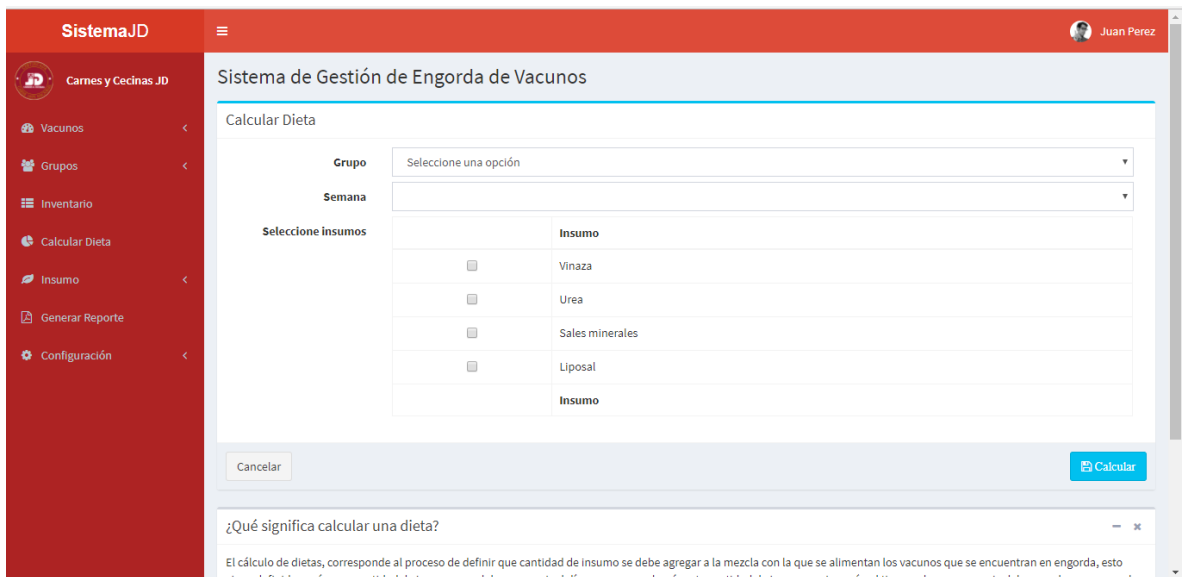 SistemaJD
Juan Perez
JD
Carnes y Cecinas JD
Vacunos
Grupos
Inventario
Calcular Dieta
Insumo
Generar Reporte
Configuración
Sistema de Gestión de Engorda de Vacunos
Calcular Dieta
Grupo
Seleccione una opción
Semana
Seleccione insumos
Insumo
Vinaza
Urea
Sales minerales
Liposal
Insumo
Cancelar
Calcular
¿Qué significa calcular una dieta?
El cálculo de dietas, corresponde al proceso de definir que cantidad de insumo se debe agregar a la mezcla con la que se alimentan los vacunos que se encuentran en engorda, esto